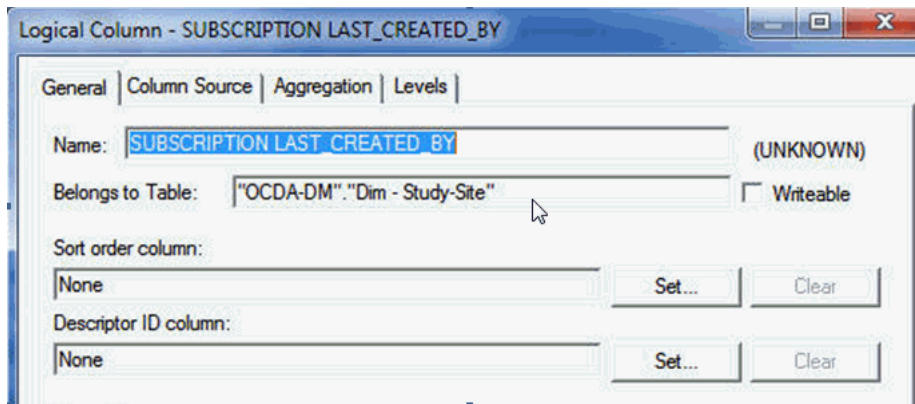 Logical Column - SUBSCRIPTION LAST_CREATED_BY
General Column Source Aggregation Levels
Name: SUBSCRIPTION LAST_CREATED_BY (UNKNOWN)
Belongs to Table: "OCDA-DM"."Dim - Study-Site" Writeable
Sort order column:
None Set... Clear
Descriptor ID column:
None Set... Clear